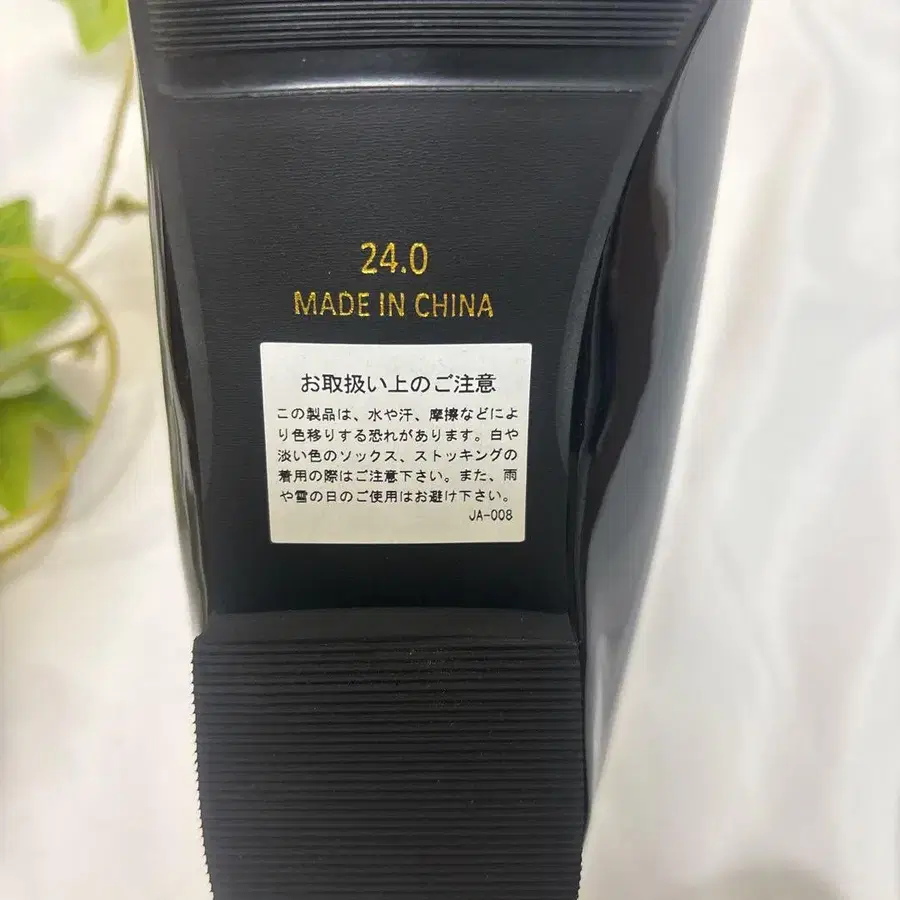 24.0
MADE IN CHINA
お取扱い上のご注意
この製品は、水や汗、摩擦などによ
り色移りする恐れがあります。白や
淡い色のソックス、ストッキングの
着用の際はご注意下さい。また、雨
や雪の日のご使用はお避け下さい。
JA-008